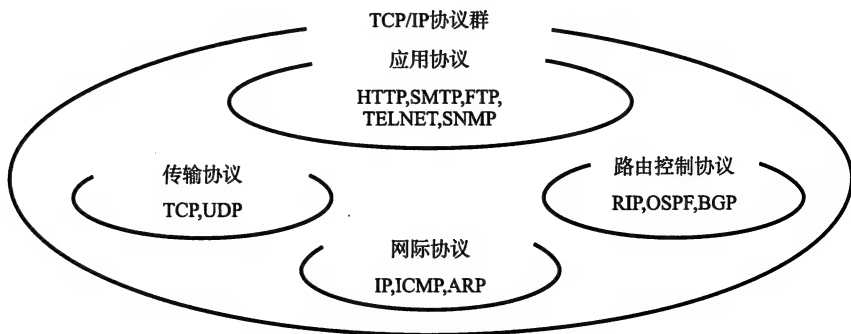 TCP/IP协议群
应用协议
HTTP,SMTP,FTP,
TELNET,SNMP
传输协议
TCP,UDP
路由控制协议
RIP,OSPF,BGP
网际协议
IP,ICMP,ARP